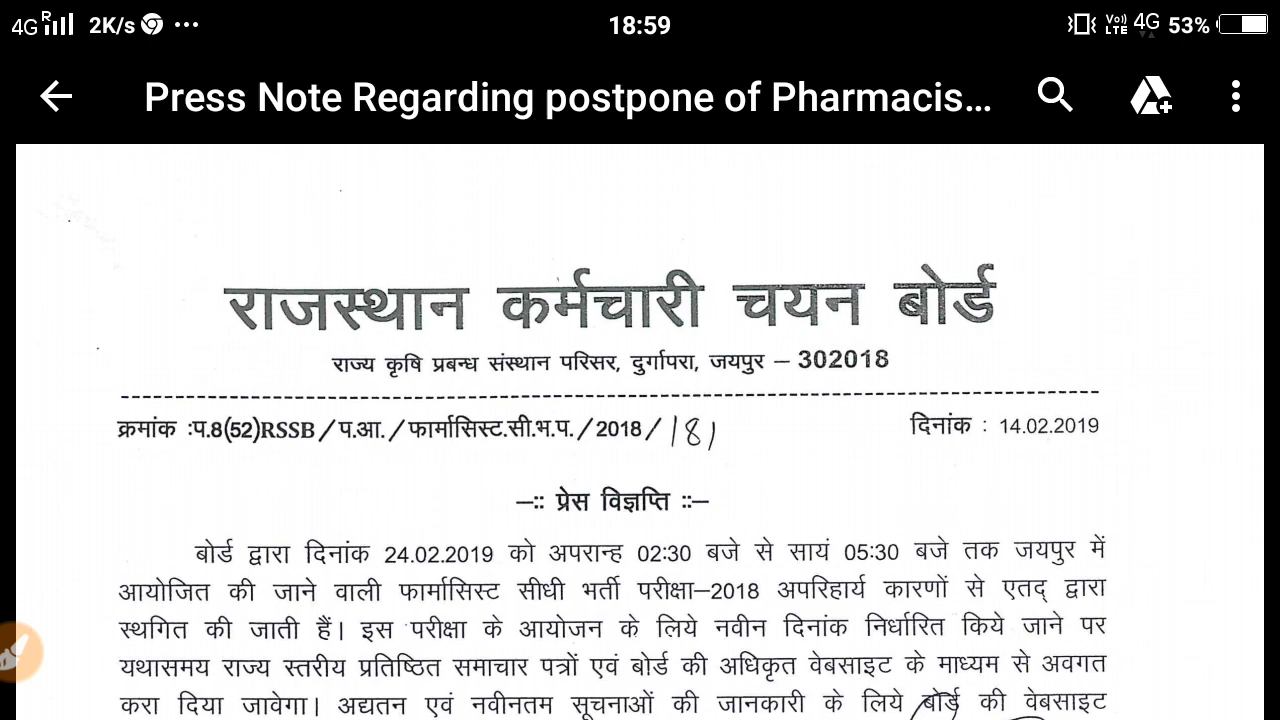 4G R 2K/s ... 18:59 Vo)) LTE 4G 53%
Press Note Regarding postpone of Pharmacis...
राजस्थान कर्मचारी चयन बोर्ड
राज्य कृषि प्रबन्ध संस्थान परिसर, दुर्गापरा, जयपुर – 302018
क्रमांक :प.8(52)RSSB/प.आ./फार्मासिस्ट.सी.भ.प./2018/181 दिनांक : 14.02.2019
–:: प्रेस विज्ञप्ति ::–
बोर्ड द्वारा दिनांक 24.02.2019 को अपरान्ह 02:30 बजे से सायं 05:30 बजे तक जयपुर में
आयोजित की जाने वाली फार्मासिस्ट सीधी भर्ती परीक्षा–2018 अपरिहार्य कारणों से एतद् द्वारा
स्थगित की जाती हैं। इस परीक्षा के आयोजन के लिये नवीन दिनांक निर्धारित किये जाने पर
यथासमय राज्य स्तरीय प्रतिष्ठित समाचार पत्रों एवं बोर्ड की अधिकृत वेबसाइट के माध्यम से अवगत
करा दिया जावेगा। अद्यतन एवं नवीनतम सूचनाओं की जानकारी के लिये बोर्ड की वेबसाइट